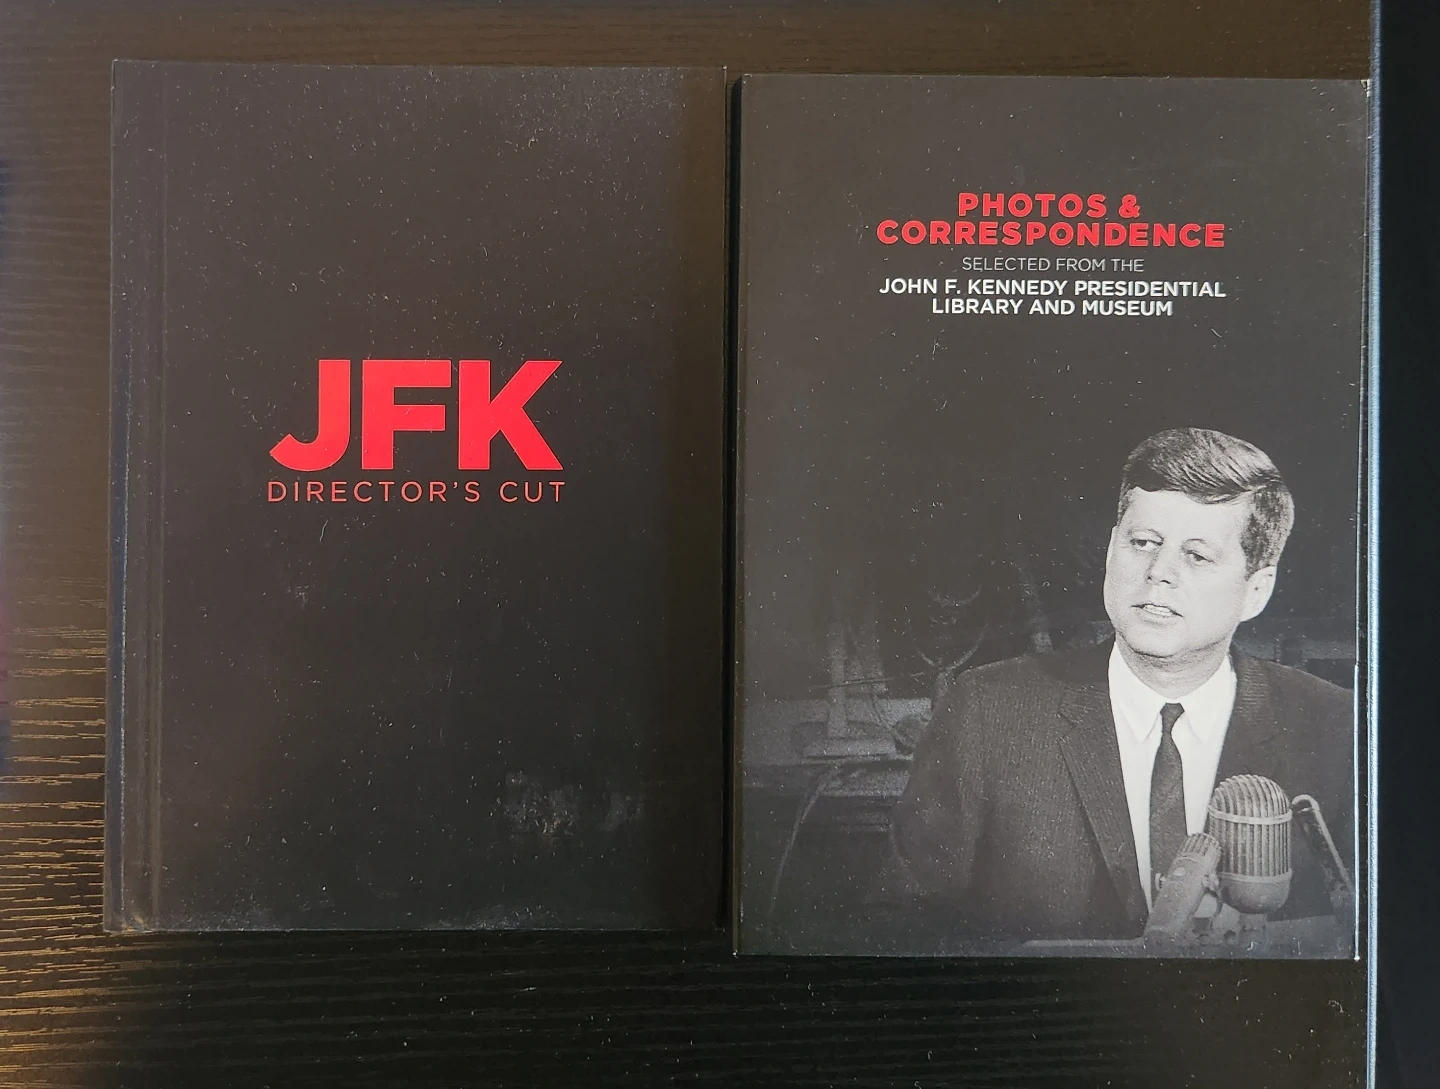 JFK
DIRECTOR'S CUT
PHOTOS &
CORRESPONDENCE
SELECTED FROM THE
JOHN F. KENNEDY PRESIDENTIAL
LIBRARY AND MUSEUM